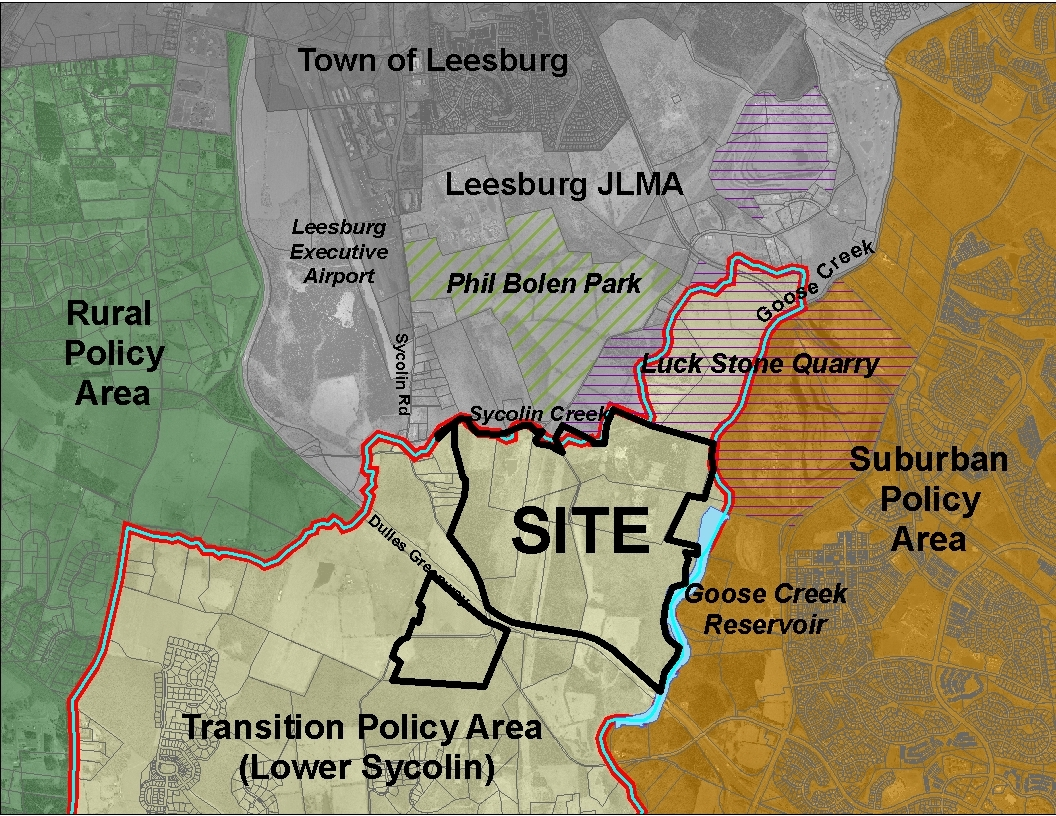 Town of Leesburg
Leesburg JLMA
Leesburg
Executive
Airport
Phil Bolen Park
Goose Creek
Rural
Policy
Area
Sycolin Rd
Luck Stone Quarry
Sycolin Creek
Suburban
Policy
Area
SITE
Dulles Greenway
Goose Creek
Reservoir
Transition Policy Area
(Lower Sycolin)